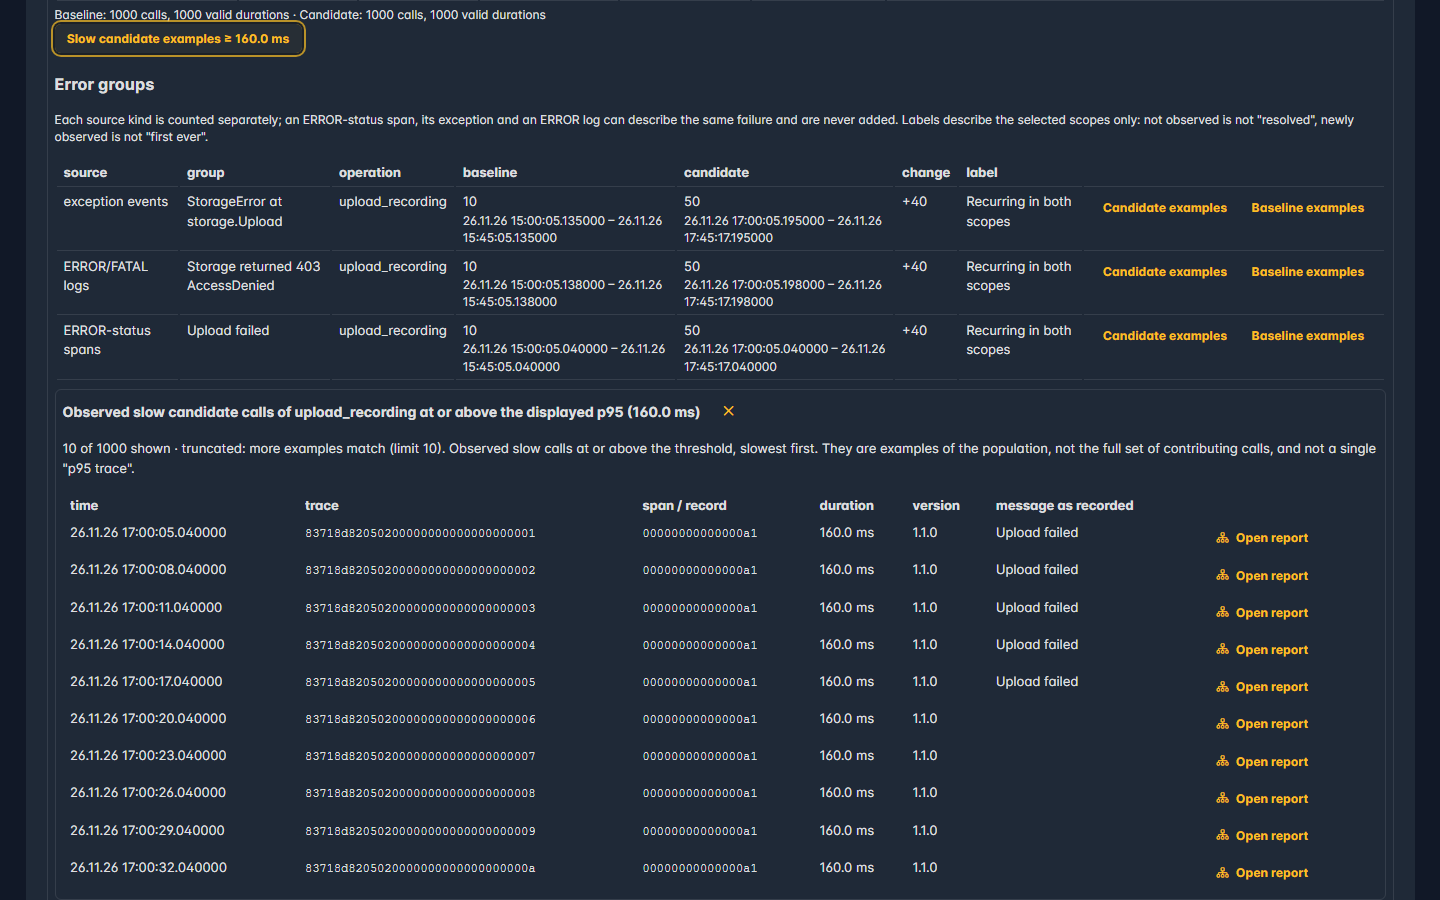 Baseline: 1000 calls, 1000 valid durations · Candidate: 1000 calls, 1000 valid durations
Slow candidate examples ≥ 160.0 ms
Error groups
Each source kind is counted separately; an ERROR-status span, its exception and an ERROR log can describe the same failure and are never added. Labels describe the selected scopes only: not observed is not "resolved", newly
observed is not "first ever".
source group operation baseline candidate change label
exception events StorageError at upload_recording 10 50 +40 Recurring in both Candidate examples Baseline examples
storage.Upload 26.11.26 15:00:05.135000 – 26.11.26 26.11.26 17:00:05.195000 – 26.11.26 scopes
15:45:05.135000 17:45:17.195000
ERROR/FATAL Storage returned 403 upload_recording 10 50 +40 Recurring in both Candidate examples Baseline examples
logs AccessDenied 26.11.26 15:00:05.138000 – 26.11.26 26.11.26 17:00:05.198000 – 26.11.26 scopes
15:45:05.138000 17:45:17.198000
ERROR-status Upload failed upload_recording 10 50 +40 Recurring in both Candidate examples Baseline examples
spans 26.11.26 15:00:05.040000 – 26.11.26 26.11.26 17:00:05.040000 – 26.11.26 scopes
15:45:05.040000 17:45:17.040000
Observed slow candidate calls of upload_recording at or above the displayed p95 (160.0 ms) ×
10 of 1000 shown · truncated: more examples match (limit 10). Observed slow calls at or above the threshold, slowest first. They are examples of the population, not the full set of contributing calls, and not a single
"p95 trace".
time trace span / record duration version message as recorded
26.11.26 17:00:05.040000 83718d82050200000000000000000001 00000000000000a1 160.0 ms 1.1.0 Upload failed Open report
26.11.26 17:00:08.040000 83718d82050200000000000000000002 00000000000000a1 160.0 ms 1.1.0 Upload failed Open report
26.11.26 17:00:11.040000 83718d82050200000000000000000003 00000000000000a1 160.0 ms 1.1.0 Upload failed Open report
26.11.26 17:00:14.040000 83718d82050200000000000000000004 00000000000000a1 160.0 ms 1.1.0 Upload failed Open report
26.11.26 17:00:17.040000 83718d82050200000000000000000005 00000000000000a1 160.0 ms 1.1.0 Upload failed Open report
26.11.26 17:00:20.040000 83718d82050200000000000000000006 00000000000000a1 160.0 ms 1.1.0 Open report
26.11.26 17:00:23.040000 83718d82050200000000000000000007 00000000000000a1 160.0 ms 1.1.0 Open report
26.11.26 17:00:26.040000 83718d82050200000000000000000008 00000000000000a1 160.0 ms 1.1.0 Open report
26.11.26 17:00:29.040000 83718d82050200000000000000000009 00000000000000a1 160.0 ms 1.1.0 Open report
26.11.26 17:00:32.040000 83718d8205020000000000000000000a 00000000000000a1 160.0 ms 1.1.0 Open report